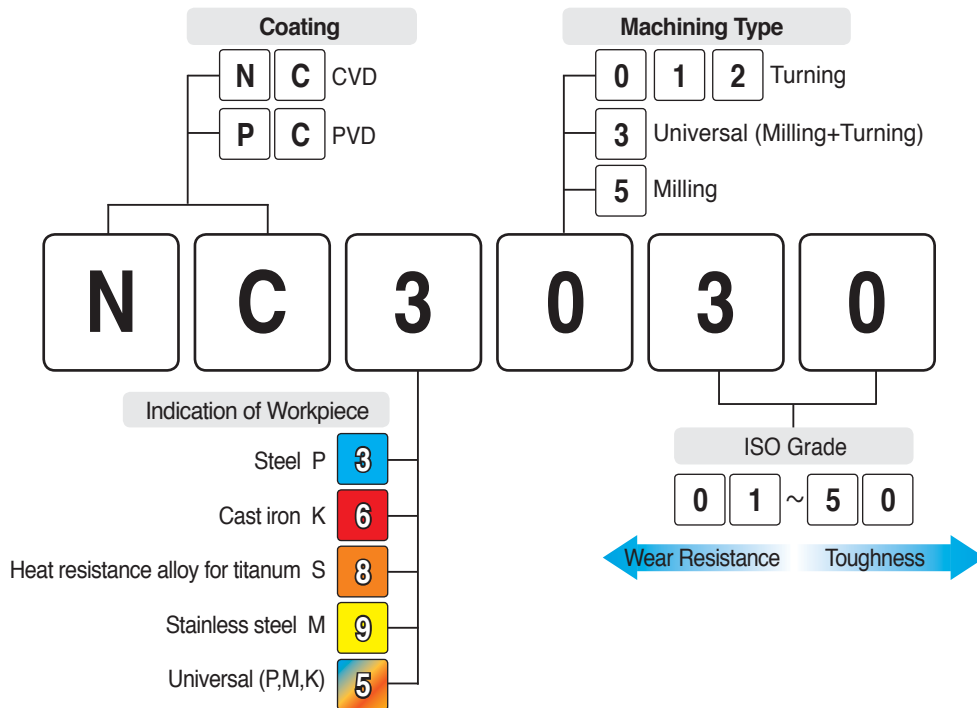 Coating
N C CVD
P C PVD
Machining Type
0 1 2 Turning
3 Universal (Milling+Turning)
5 Milling
N C 3 0 3 0
Indication of Workpiece
Steel P 3
Cast iron K 6
Heat resistance alloy for titanum S 8
Stainless steel M 9
Universal (P,M,K) 5
ISO Grade
0 1 ~ 5 0
Wear Resistance Toughness